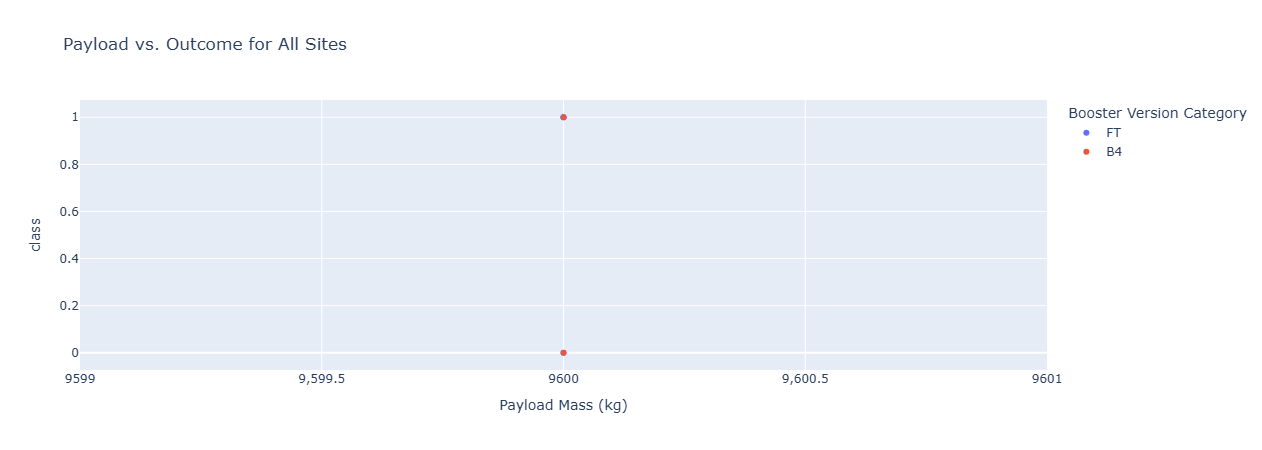 Payload vs. Outcome for All Sites
Booster Version Category
FT
B4
1
0.8
0.6
0.4
0.2
0
class
9599
9,599.5
9600
9,600.5
9601
Payload Mass (kg)